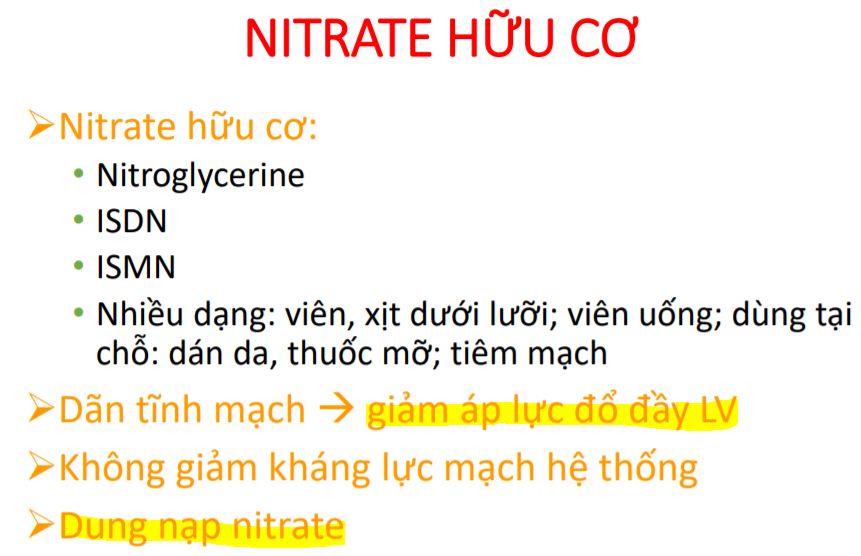 NITRATE HỮU CƠ
➢Nitrate hữu cơ:
• Nitroglycerine
• ISDN
• ISMN
• Nhiều dạng: viên, xịt dưới lưỡi; viên uống; dùng tại
chỗ: dán da, thuốc mỡ; tiêm mạch
➢Dãn tĩnh mạch → giảm áp lực đổ đầy LV
➢Không giảm kháng lực mạch hệ thống
➢Dung nạp nitrate